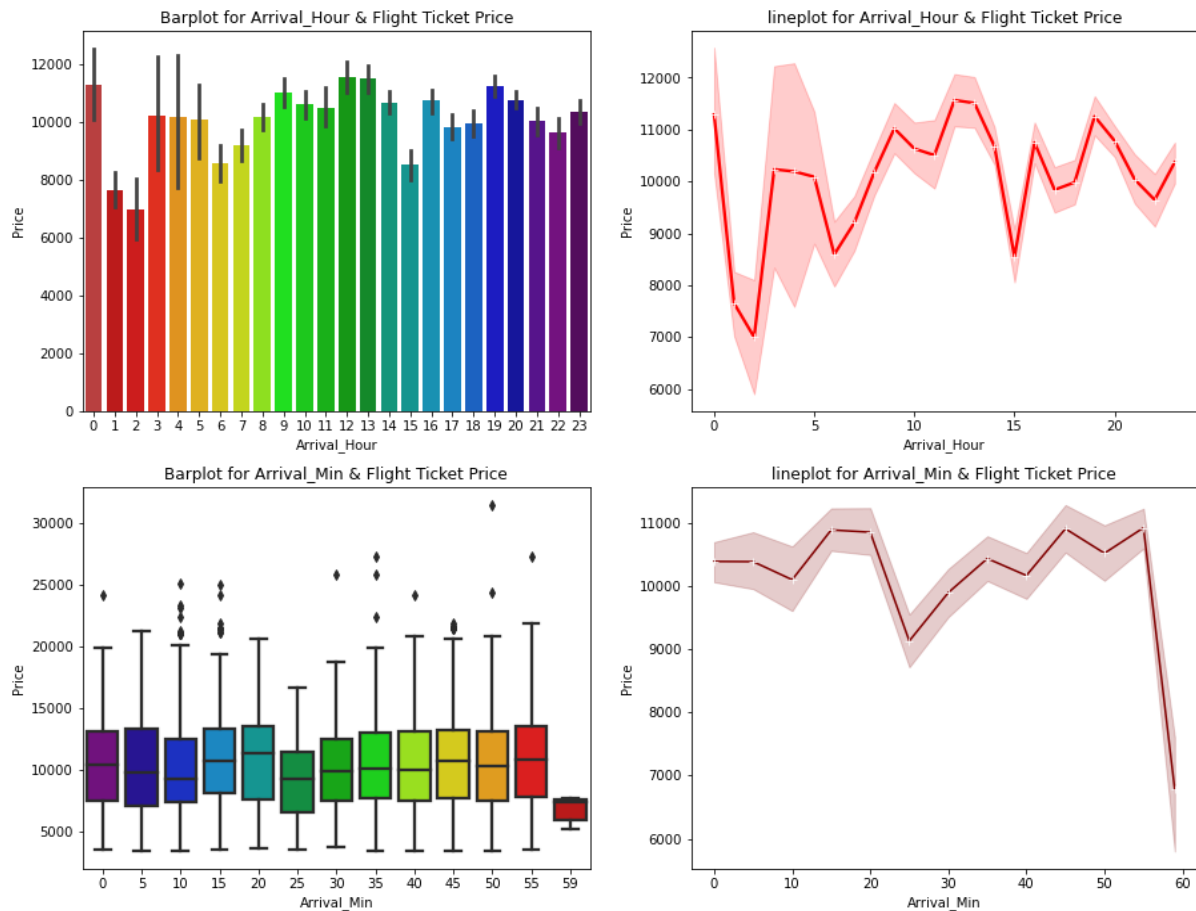 Barplot for Arrival_Hour & Flight Ticket Price
Price
12000
10000
8000
6000
4000
2000
0
0 1 2 3 4 5 6 7 8 9 10 11 12 13 14 15 16 17 18 19 20 21 22 23
Arrival_Hour
lineplot for Arrival_Hour & Flight Ticket Price
Price
12000
11000
10000
9000
8000
7000
6000
0 5 10 15 20
Arrival_Hour
Barplot for Arrival_Min & Flight Ticket Price
Price
30000
25000
20000
15000
10000
5000
0 5 10 15 20 25 30 35 40 45 50 55 59
Arrival_Min
lineplot for Arrival_Min & Flight Ticket Price
Price
11000
10000
9000
8000
7000
6000
0 10 20 30 40 50 60
Arrival_Min